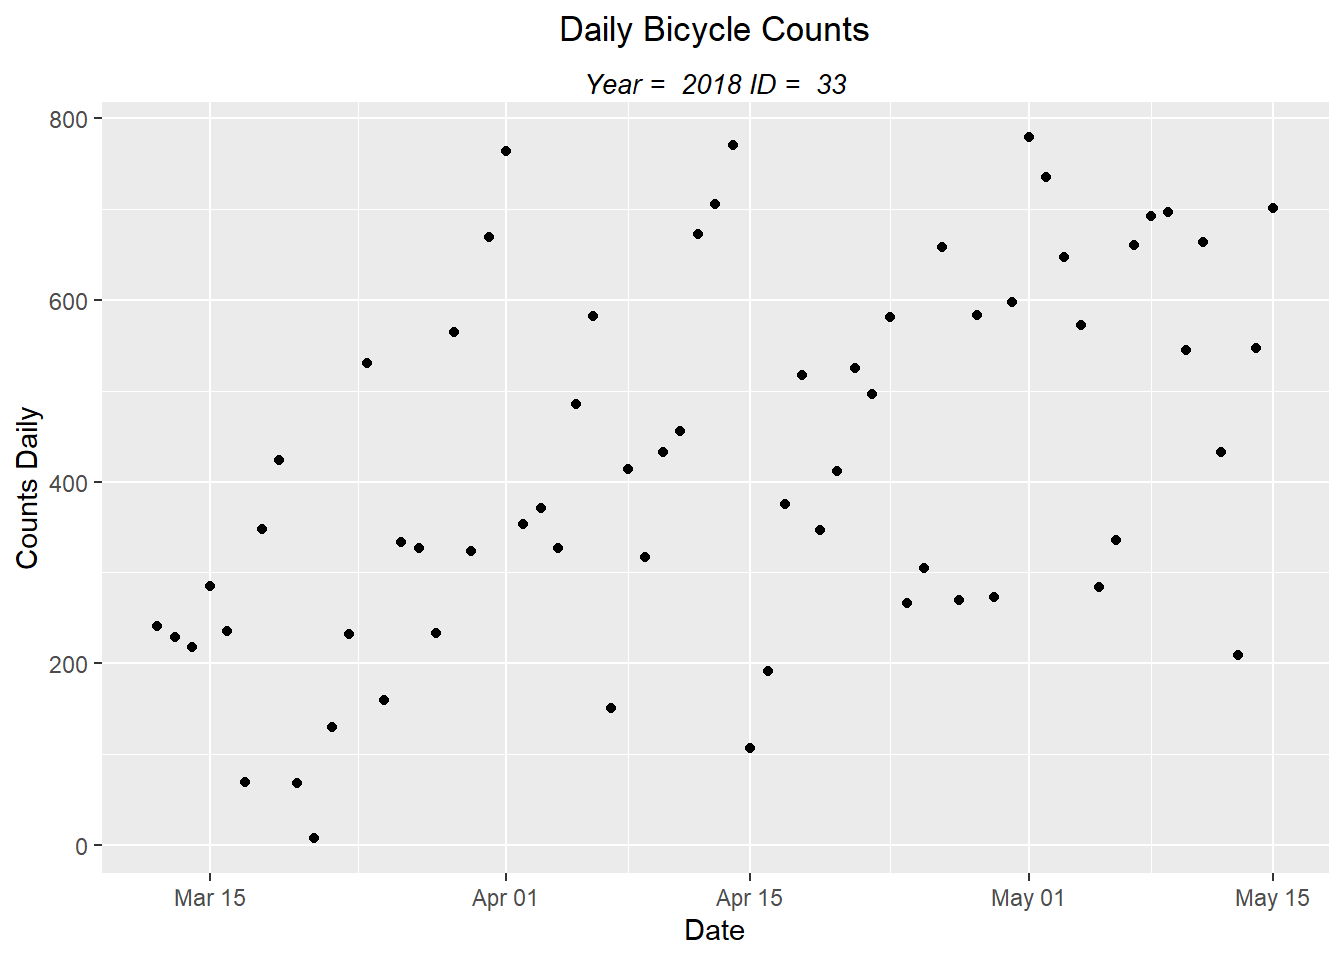 Daily Bicycle Counts
Year =  2018 ID =  33
800
600
400
200
0
Counts Daily
Mar 15
Apr 01
Apr 15
May 01
May 15
Date